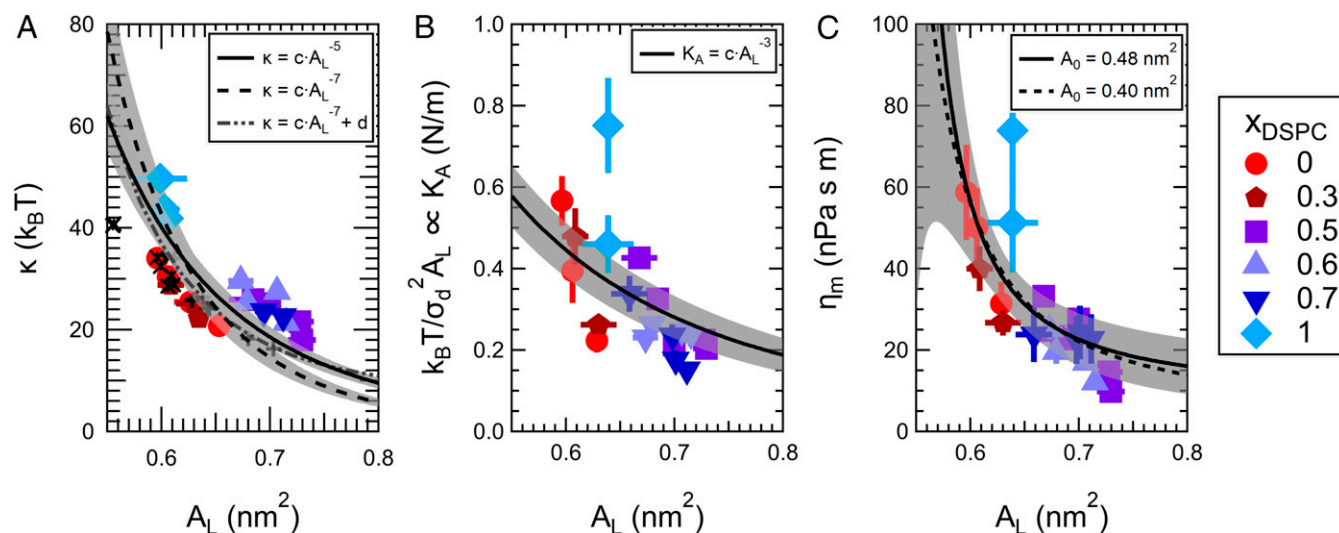 A
80
60
40
20
0
κ (k_BT)
κ = c·A_L^-5
κ = c·A_L^-7
κ = c·A_L^-7 + d
0.6 0.7 0.8
A_L (nm^2)
B
1.0
0.8
0.6
0.4
0.2
0.0
k_BT/σ_d^2 A_L ∝ K_A (N/m)
K_A = c·A_L^-3
0.6 0.7 0.8
A_L (nm^2)
C
100
80
60
40
20
0
η_m (nPa s m)
A_0 = 0.48 nm^2
A_0 = 0.40 nm^2
0.6 0.7 0.8
A_L (nm^2)
x_DSPC
0
0.3
0.5
0.6
0.7
1